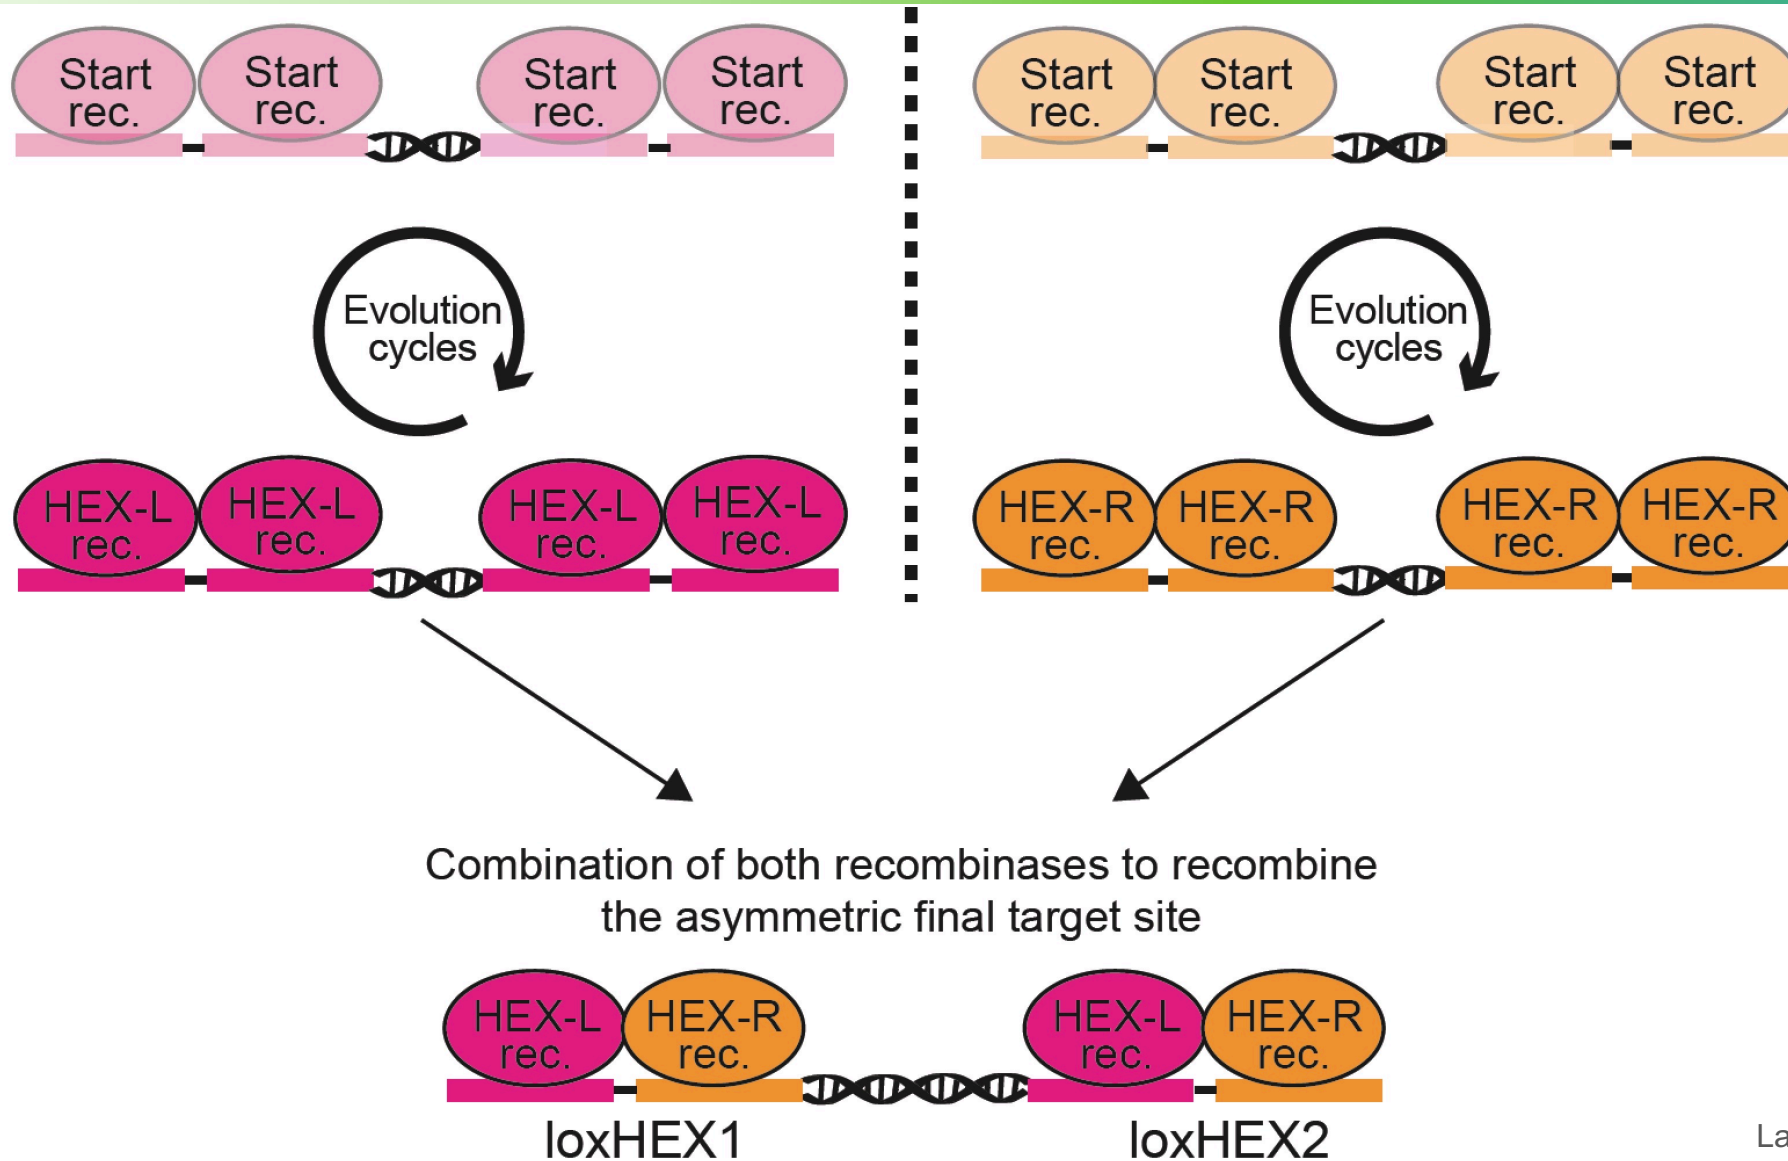 Start rec.
Start rec.
Start rec.
Start rec.
Start rec.
Start rec.
Start rec.
Start rec.
Evolution
cycles
Evolution
cycles
HEX-L rec.
HEX-L rec.
HEX-L rec.
HEX-L rec.
HEX-R rec.
HEX-R rec.
HEX-R rec.
HEX-R rec.
Combination of both recombinases to recombine
the asymmetric final target site
HEX-L rec.
HEX-R rec.
HEX-L rec.
HEX-R rec.
loxHEX1
loxHEX2